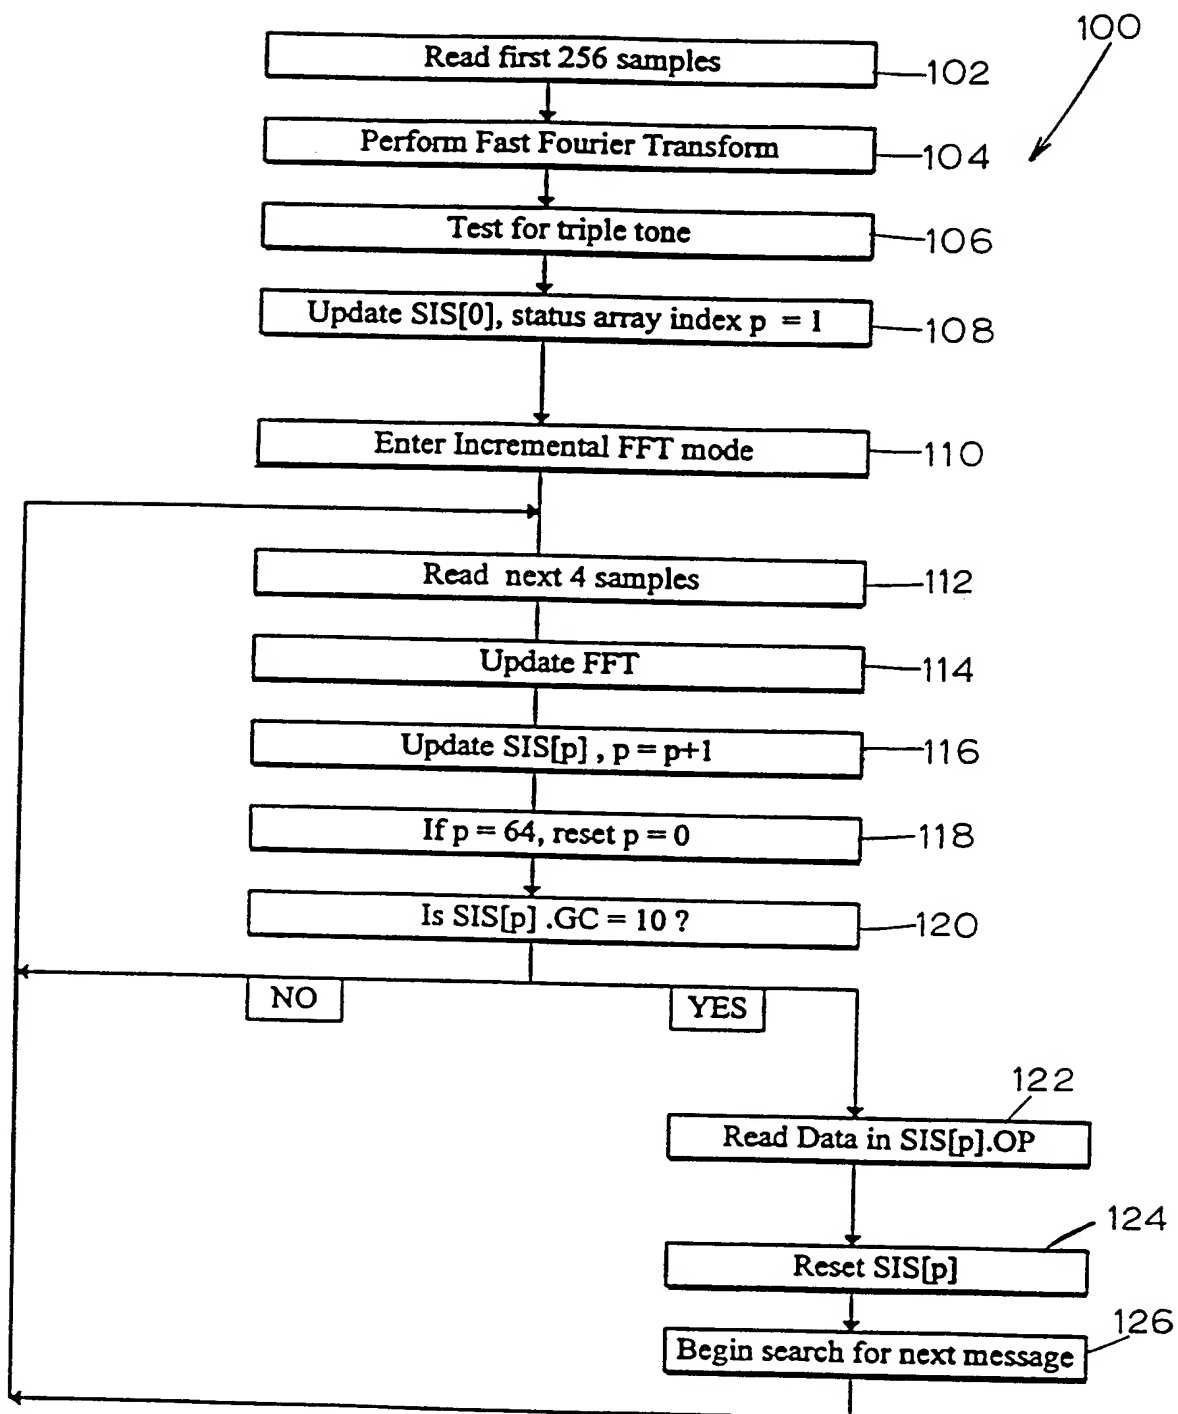 100
Read first 256 samples
102
Perform Fast Fourier Transform
104
Test for triple tone
106
Update SIS[0], status array index p = 1
108
Enter Incremental FFT mode
110
Read next 4 samples
112
Update FFT
114
Update SIS[p] , p = p+1
116
If p = 64, reset p = 0
118
Is SIS[p] .GC = 10 ?
120
NO
YES
122
Read Data in SIS[p].OP
124
Reset SIS[p]
126
Begin search for next message